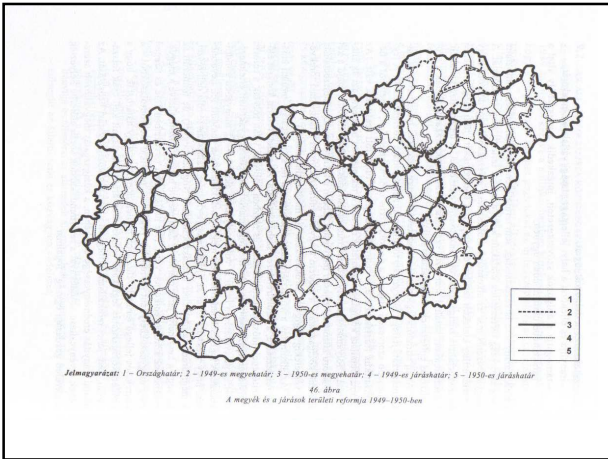 1
2
3
4
5
Jelmagyarázat: 1 – Országhatár; 2 – 1949-es megyehatár; 3 – 1950-es megyehatár; 4 – 1949-es járáshatár; 5 – 1950-es járáshatár
46. ábra
A megyék és a járások területi reformja 1949–1950-ben